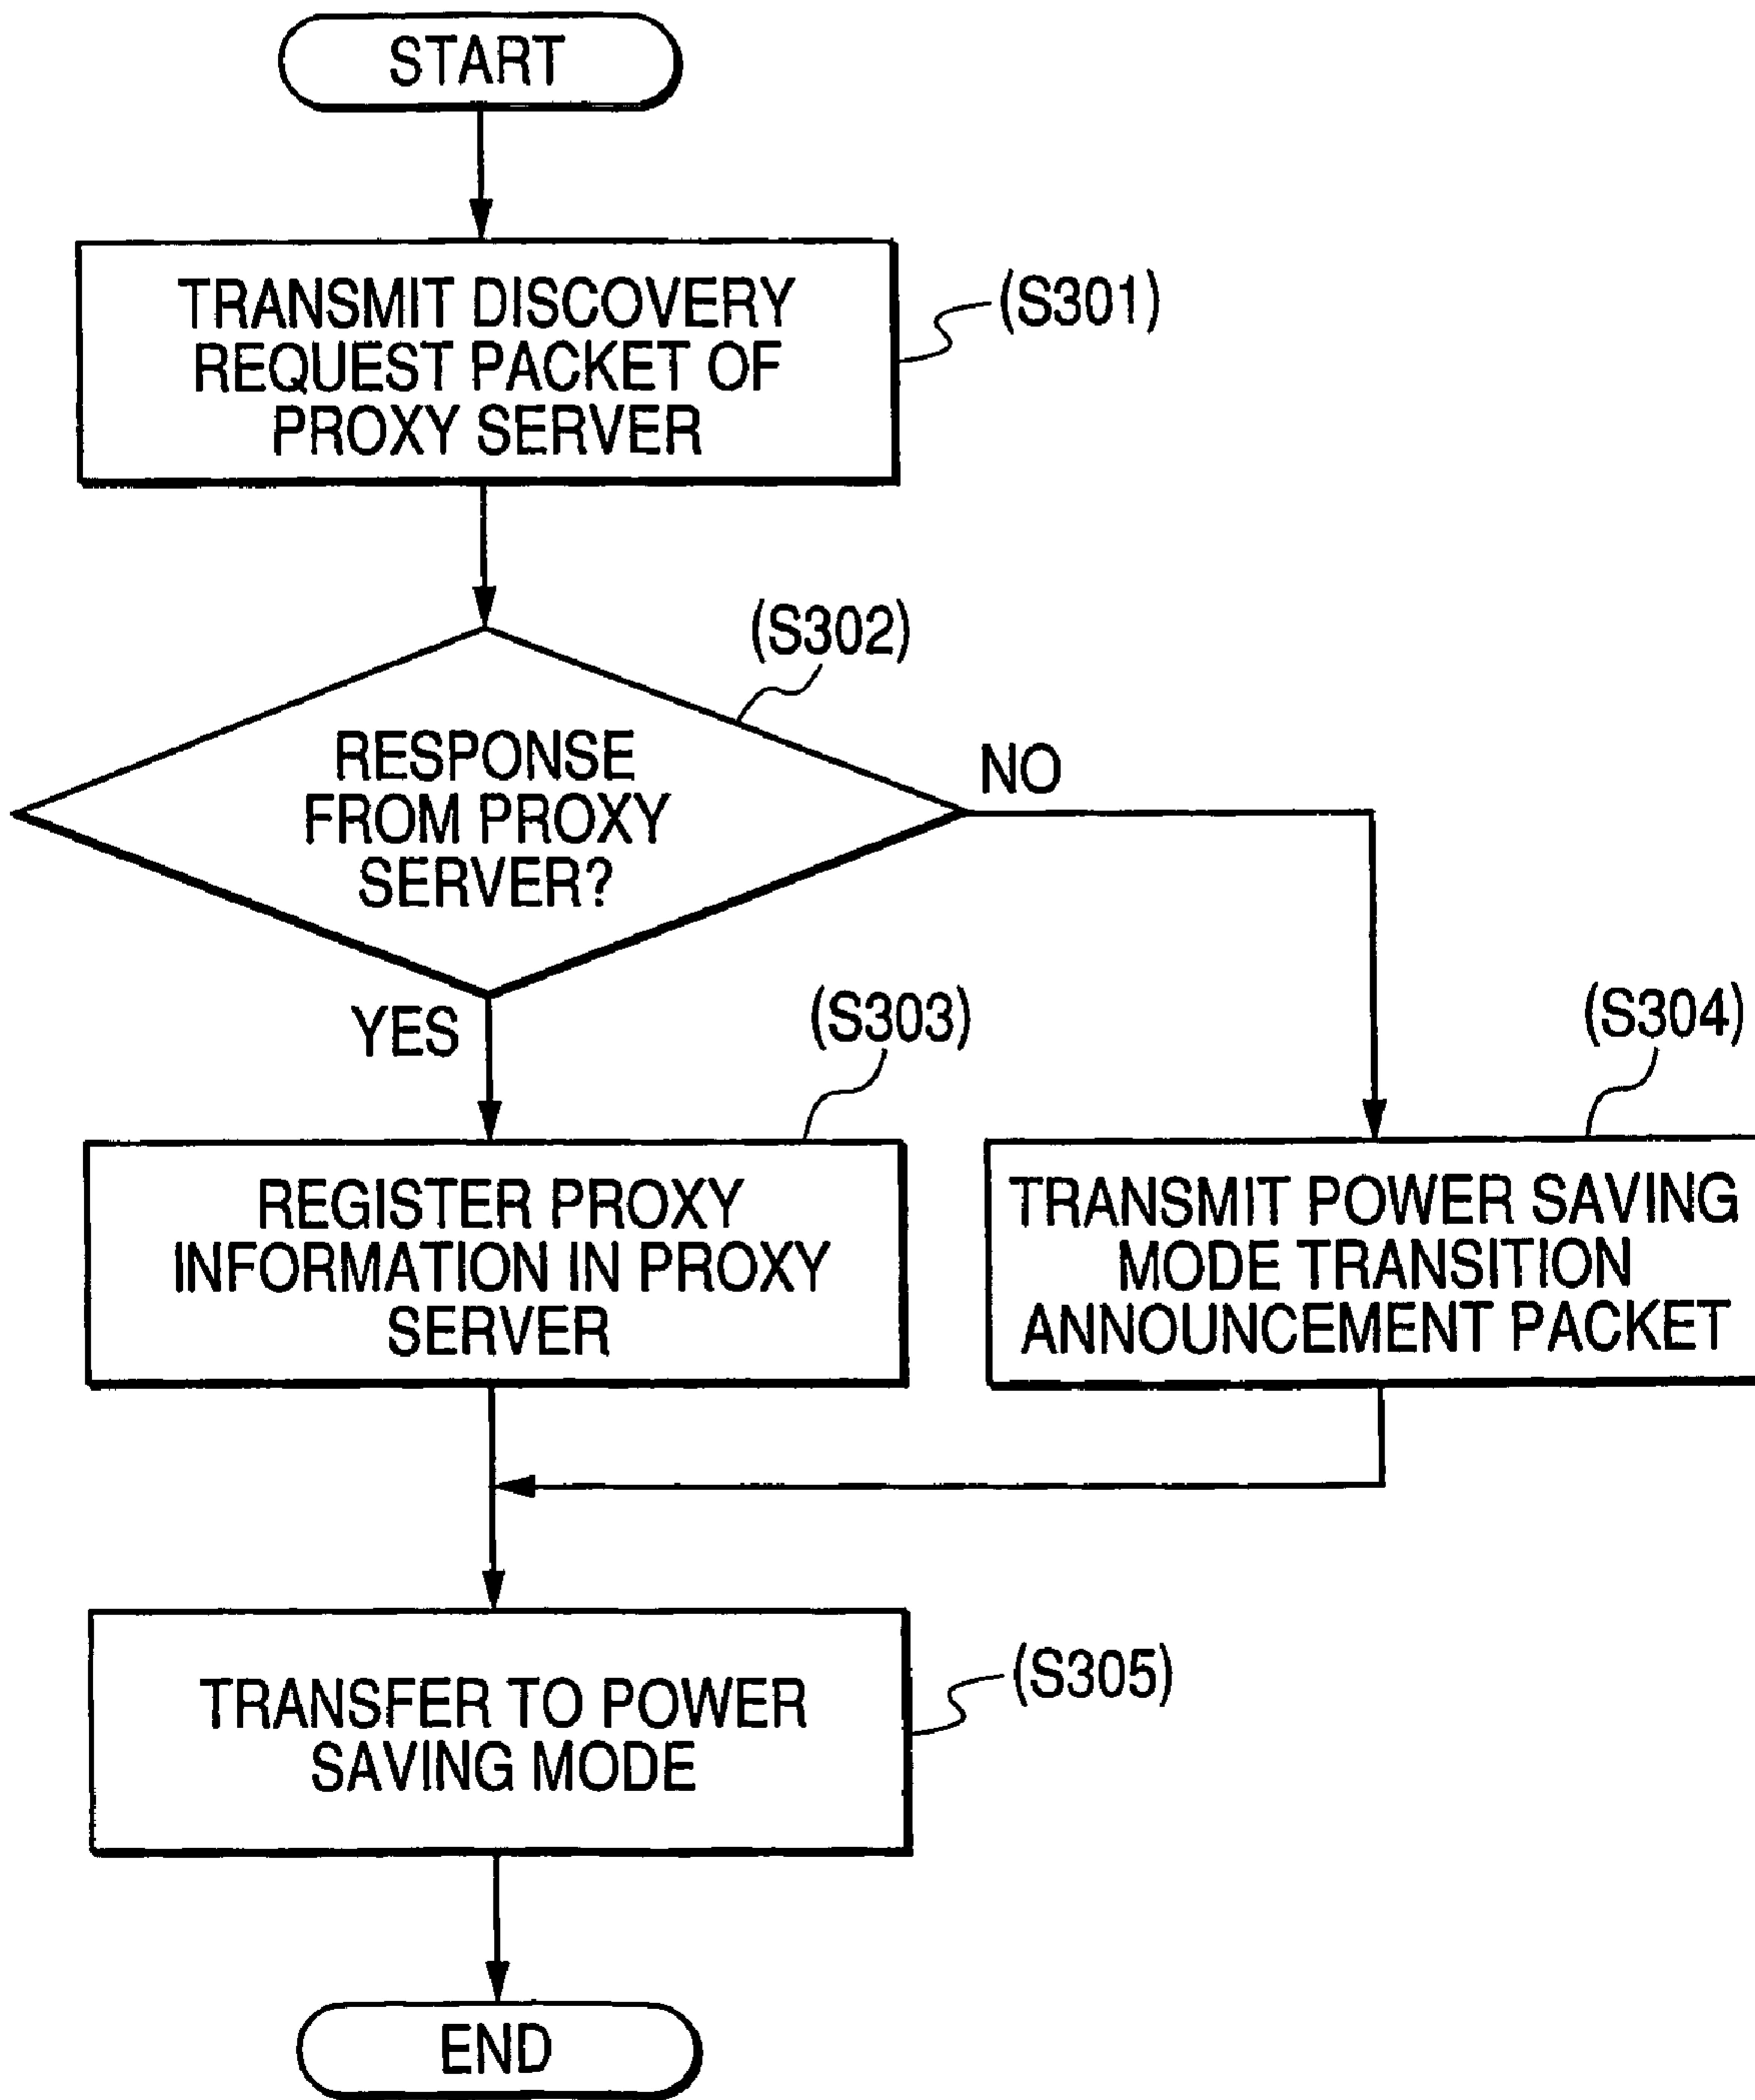 START
TRANSMIT DISCOVERY
REQUEST PACKET OF
PROXY SERVER
(S301)
(S302)
RESPONSE
FROM PROXY
SERVER?
NO
YES
(S303)
(S304)
REGISTER PROXY
INFORMATION IN PROXY
SERVER
TRANSMIT POWER SAVING
MODE TRANSITION
ANNOUNCEMENT PACKET
TRANSFER TO POWER
SAVING MODE
(S305)
END